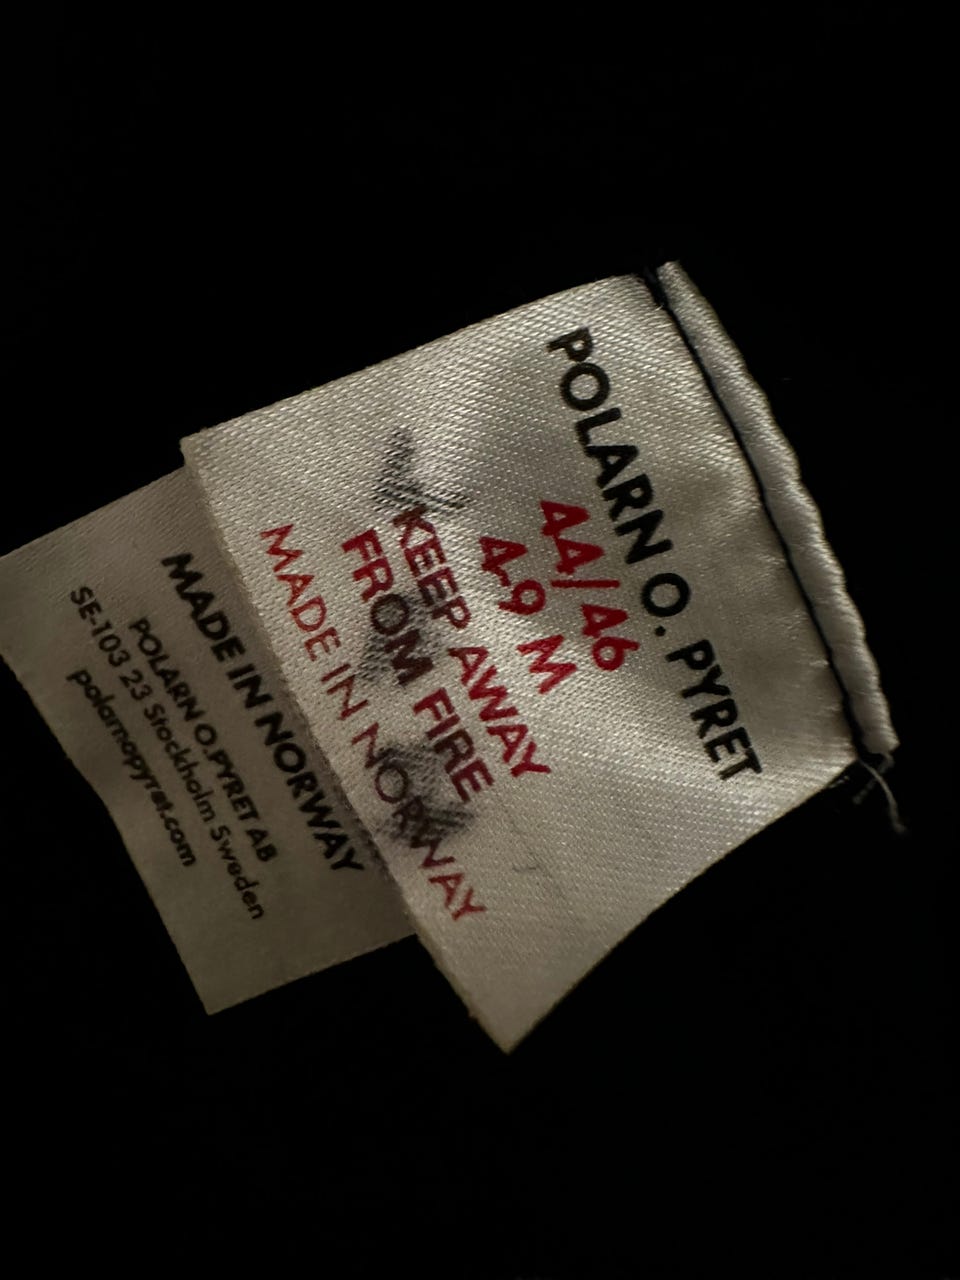 POLARN O. PYRET
44/46
4-9 M
KEEP AWAY
FROM FIRE
MADE IN NORWAY
MADE IN NORWAY
POLARN O.PYRET AB
SE-103 23 Stockholm Sweden
polarnopyret.com